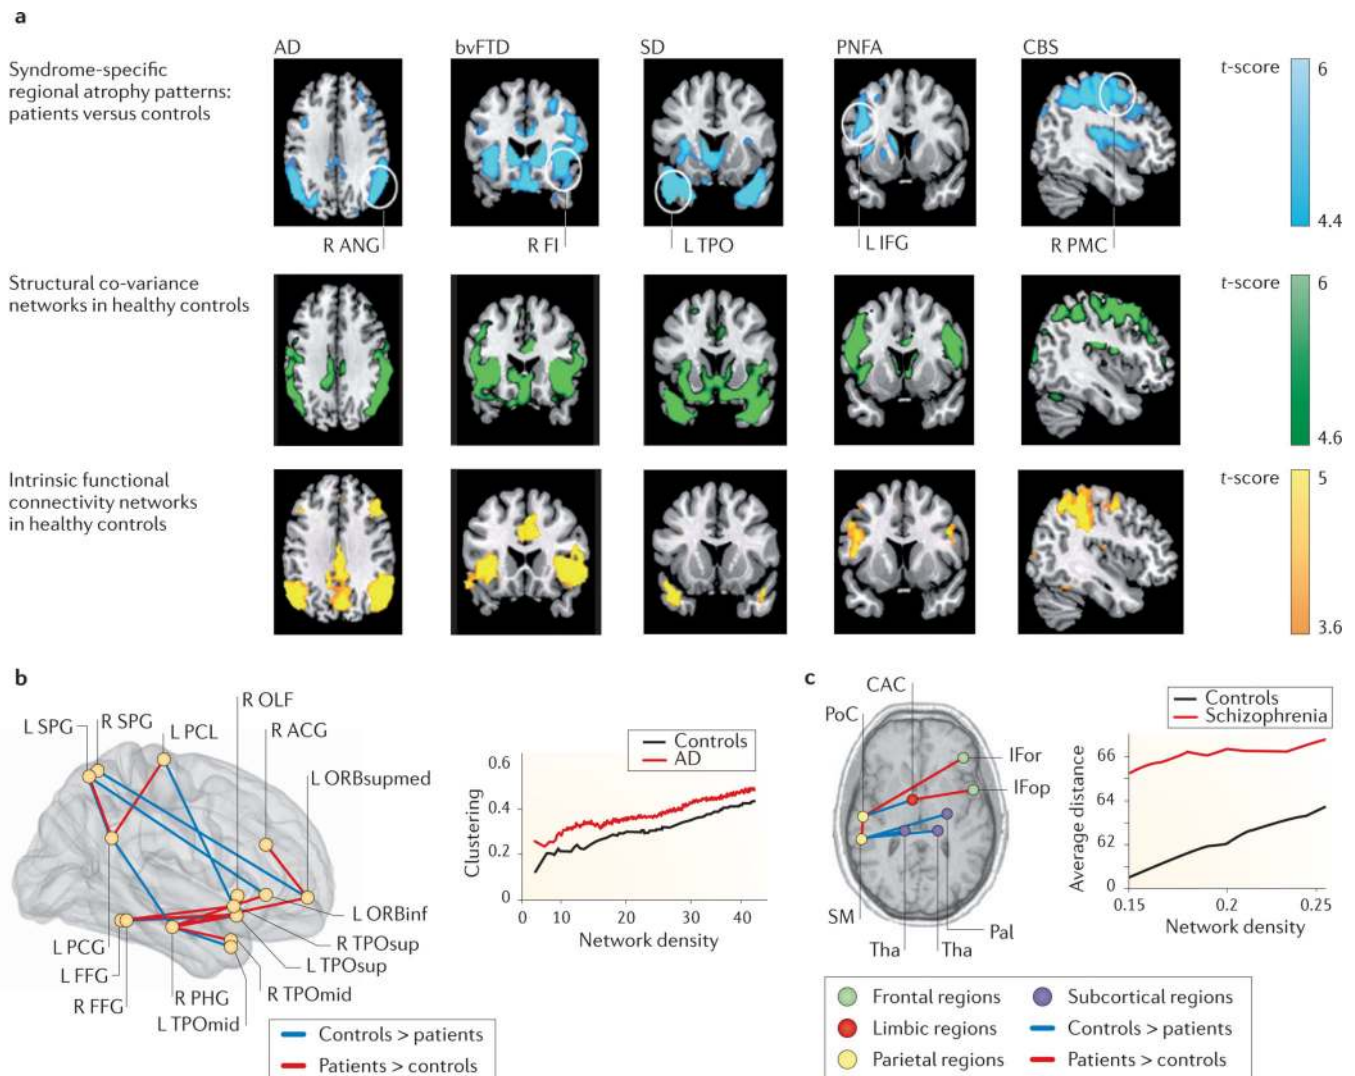 a
AD
bvFTD
SD
PNFA
CBS
Syndrome-specific
regional atrophy patterns:
patients versus controls
t-score
6
4.4
R ANG
R FI
L TPO
L IFG
R PMC
Structural co-variance
networks in healthy controls
t-score
6
4.6
Intrinsic functional
connectivity networks
in healthy controls
t-score
5
3.6
b
L SPG
R SPG
L PCL
R OLF
R ACG
L ORBsupmed
L ORBinf
R TPOsup
L TPOsup
R TPOmid
L PCG
L FFG
R FFG
R PHG
L TPOmid
Controls > patients
Patients > controls
Controls
AD
Clustering
0.6
0.4
0.2
0
0
10
20
30
40
Network density
c
CAC
PoC
IFor
IFop
SM
Tha
Tha
Pal
Controls
Schizophrenia
Average distance
66
64
62
0
0.15
0.2
0.25
Network density
Frontal regions
Subcortical regions
Limbic regions
Controls > patients
Parietal regions
Patients > controls